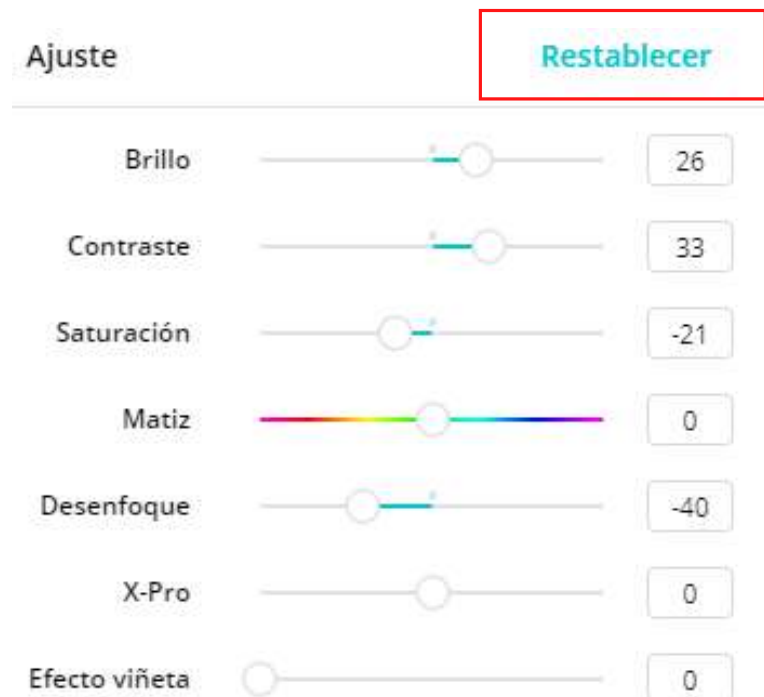 Ajuste Restablecer
Brillo 26
Contraste 33
Saturación -21
Matiz 0
Desenfoque -40
X-Pro 0
Efecto viñeta 0